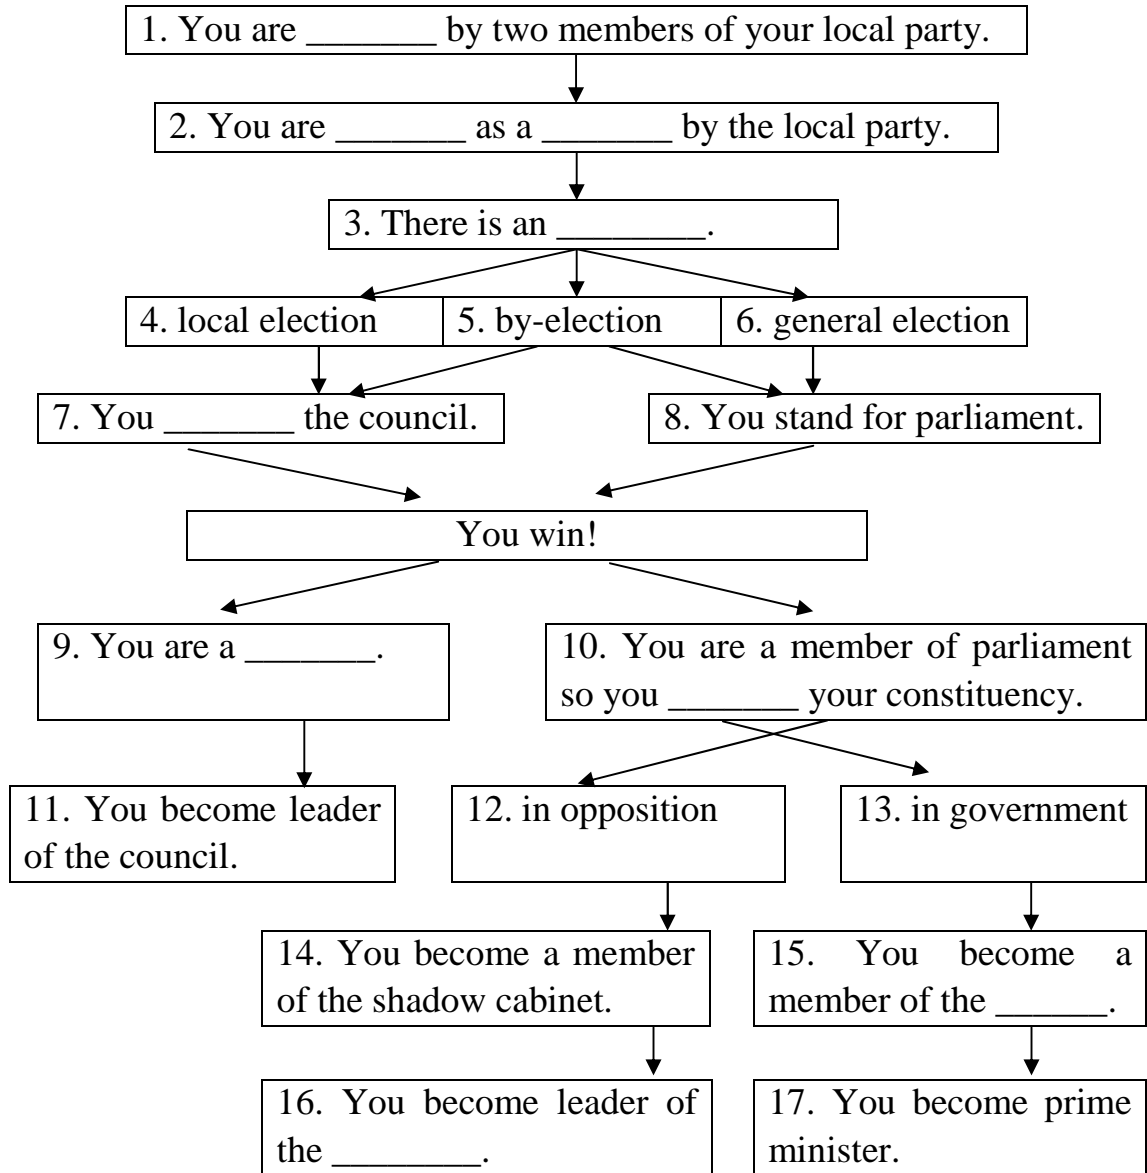 1. You are _______ by two members of your local party.
2. You are _______ as a _______ by the local party.
3. There is an ________.
4. local election
5. by-election
6. general election
7. You _______ the council.
8. You stand for parliament.
You win!
9. You are a _______.
10. You are a member of parliament
so you _______ your constituency.
11. You become leader
of the council.
12. in opposition
13. in government
14. You become a member
of the shadow cabinet.
15. You become a
member of the ______.
16. You become leader of
the ________.
17. You become prime
minister.